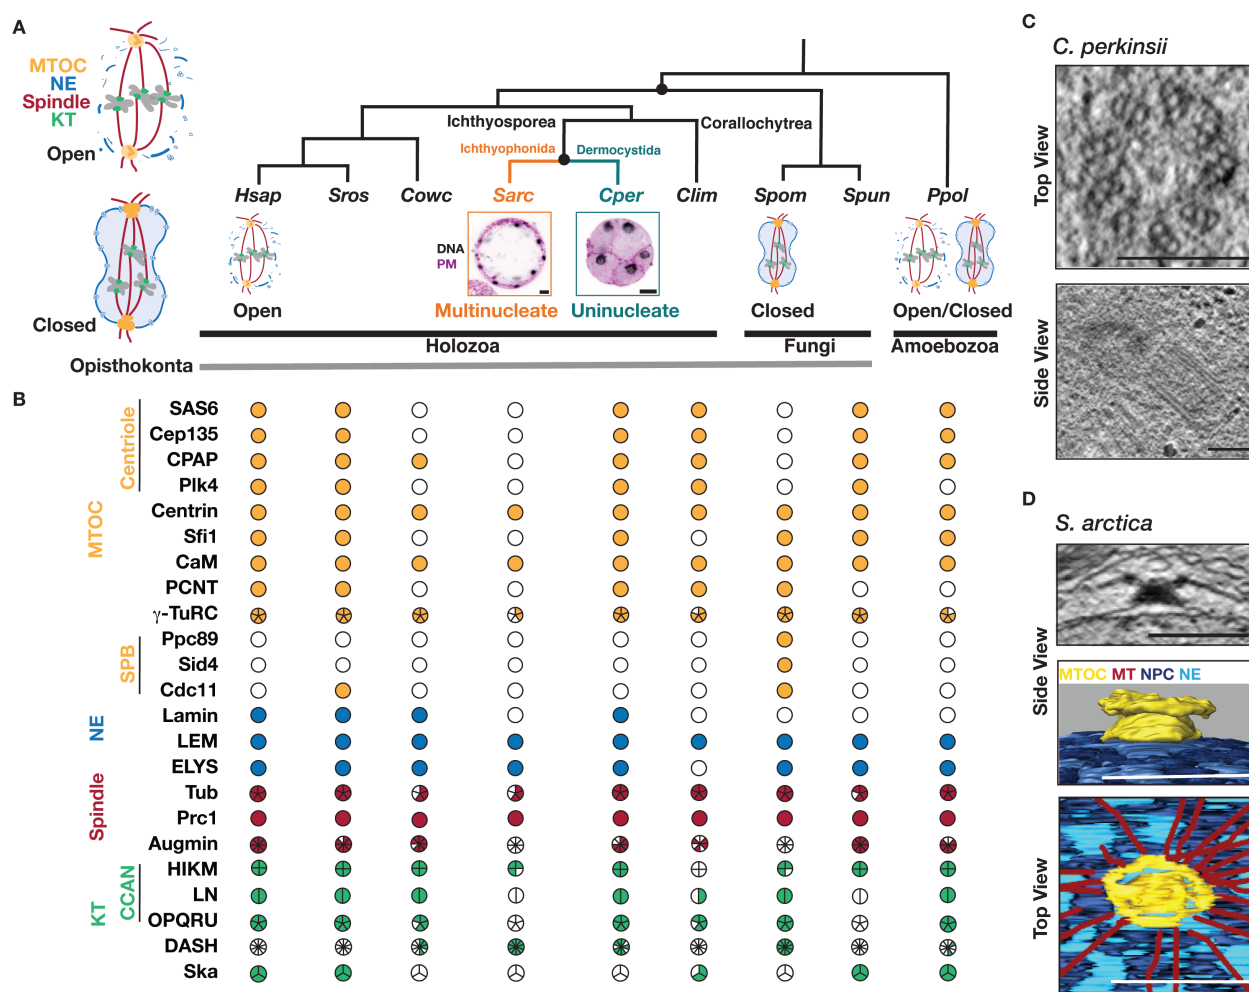 A
MTOC
NE
Spindle
KT
Open
Closed
Ichthyosporea
Corallochytrea
Ichthyophonida
Dermocystida
Hsap
Sros
Cowc
Sarc
Cper
Clim
Spom
Spun
Ppol
DNA
PM
Open
Multinucleate
Uninucleate
Closed
Open/Closed
Holozoa
Fungi
Amoebozoa
Opisthokonta
B
MTOC
Centriole
SAS6
Cep135
CPAP
Plk4
Centrin
Sfi1
CaM
PCNT
γ-TuRC
SPB
Ppc89
Sid4
Cdc11
NE
Lamin
LEM
ELYS
Spindle
Tub
Prc1
Augmin
KT
CCAN
HIKM
LN
OPQRU
DASH
Ska
C
C. perkinsii
Top View
Side View
D
S. arctica
Side View
MTOC MT NPC NE
Top View